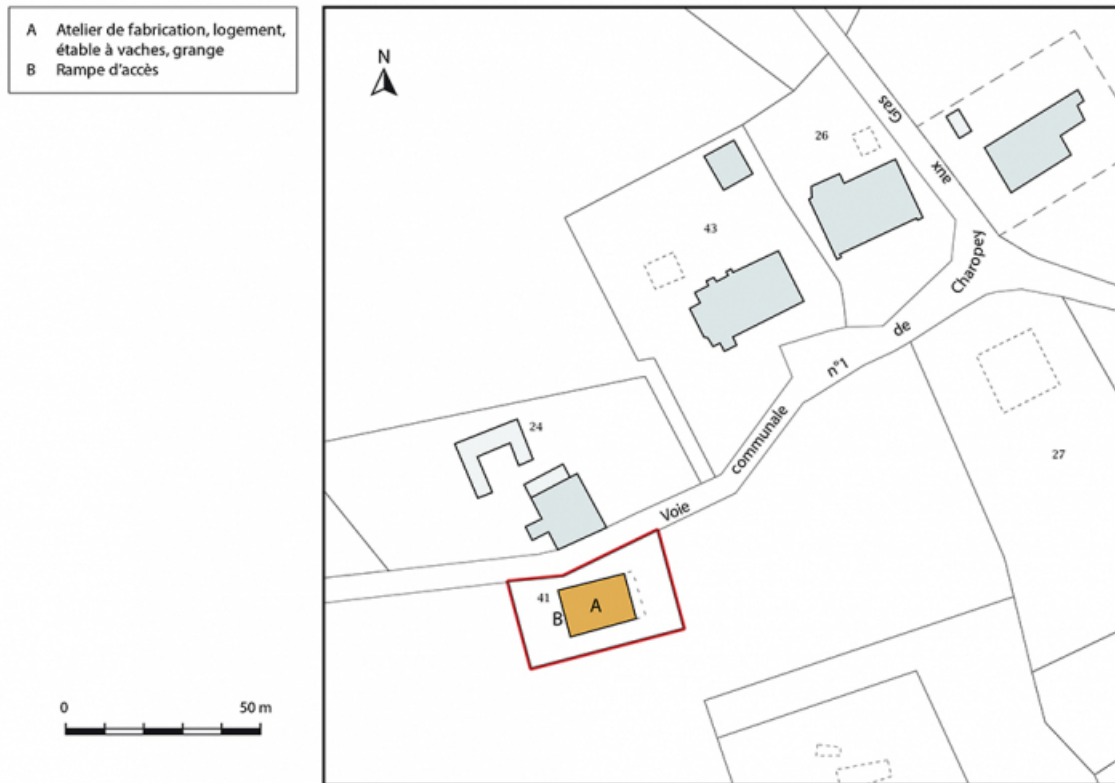 A Atelier de fabrication, logement,
étable à vaches, grange
B Rampe d'accès
N
Gras
aux
26
43
Charopey
de
n°1
communale
24
27
Voie
41
A
B
0 50 m